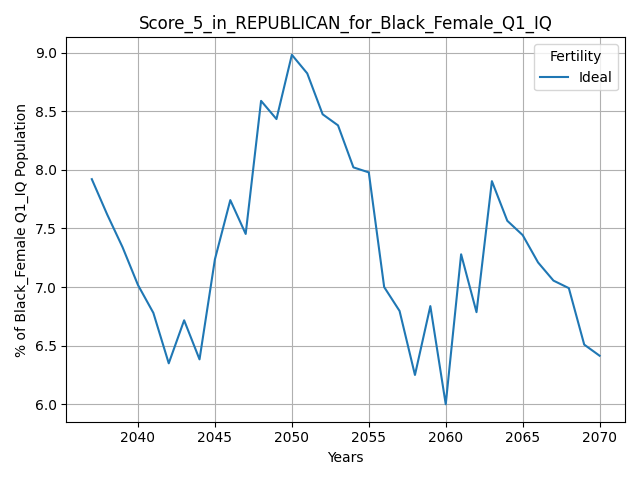 Score_5_in_REPUBLICAN_for_Black_Female_Q1_IQ
Fertility
Ideal
% of Black_Female Q1_IQ Population
9.0
8.5
8.0
7.5
7.0
6.5
6.0
2040 2045 2050 2055 2060 2065 2070
Years